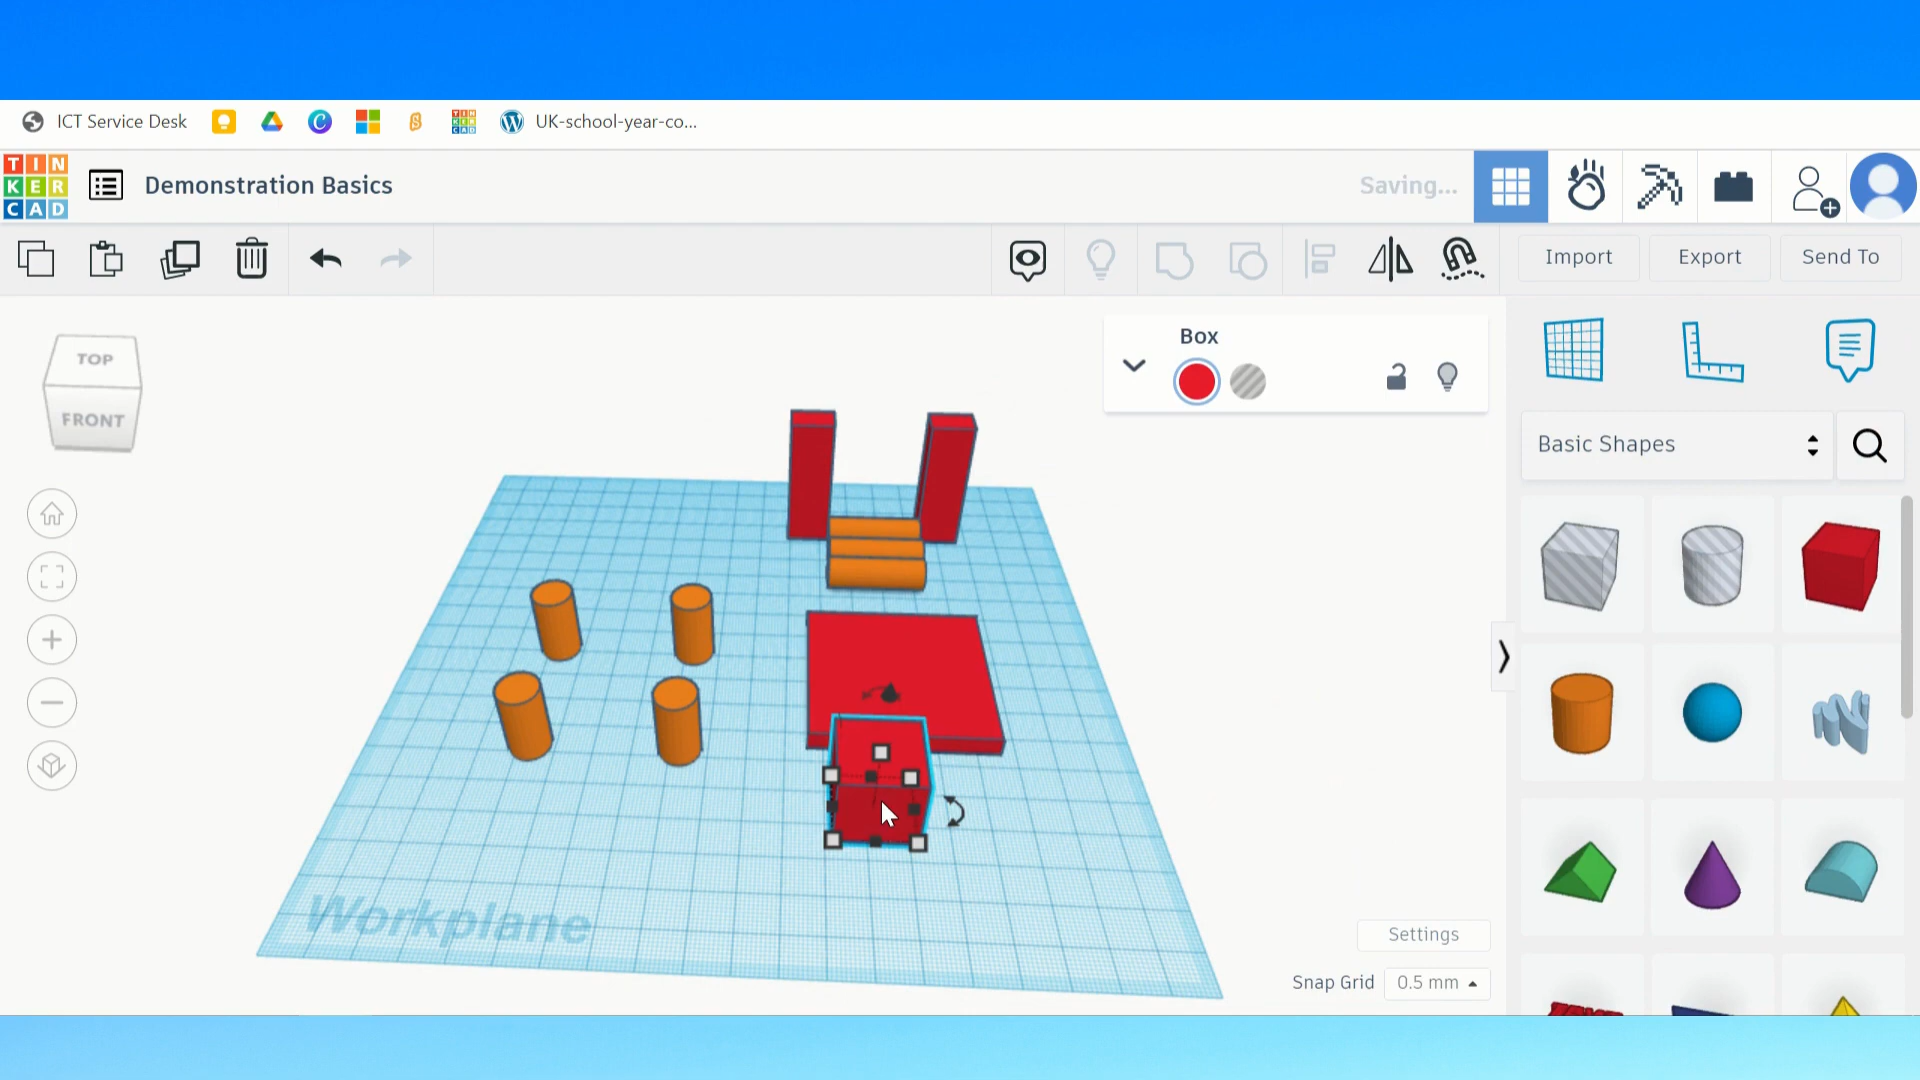 ICT Service Desk
UK-school-year-co...
TIN
KER
CAD
Demonstration Basics
Saving...
Import
Export
Send To
TOP
FRONT
Box
Basic Shapes
Workplane
Settings
Snap Grid
0.5 mm